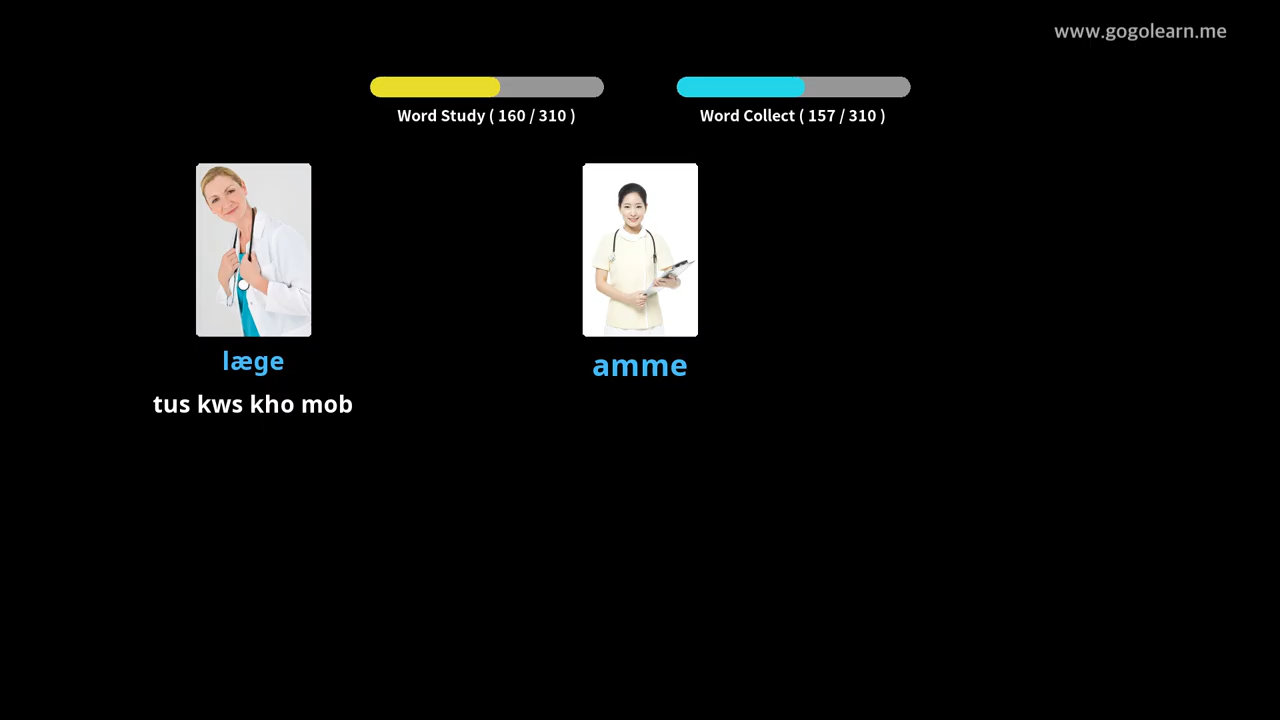 www.gogolearn.me
Word Study ( 160 / 310 )
Word Collect ( 157 / 310 )
læge
amme
tus kws kho mob